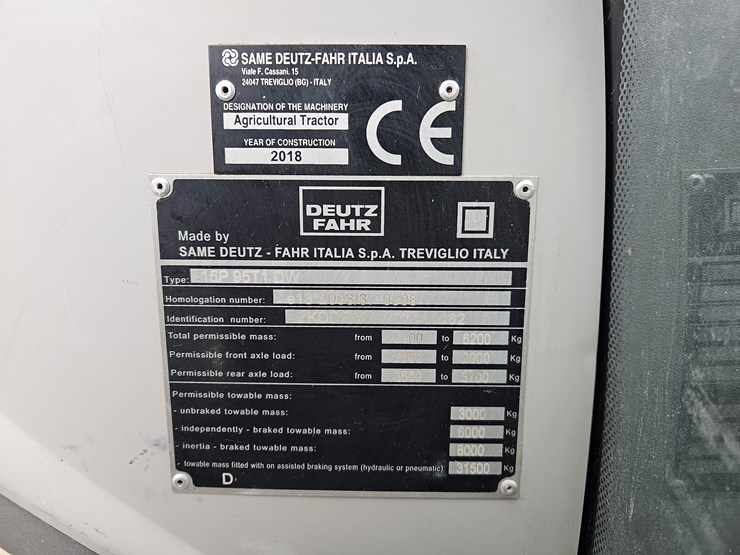 SAME DEUTZ-FAHR ITALIA S.p.A.
Viale F. Cassani, 15
24047 TREVIGLIO (BG) - ITALY
DESIGNATION OF THE MACHINERY
Agricultural Tractor
YEAR OF CONSTRUCTION
2018
CE
DEUTZ
FAHR
Made by
SAME DEUTZ - FAHR ITALIA S.p.A. TREVIGLIO ITALY
Type: 15P 95T1 DW
Homologation number:
Identification number:
Total permissible mass: from to 6200 Kg
Permissible front axle load: from to Kg
Permissible rear axle load: from to Kg
Permissible towable mass:
- unbraked towable mass: 3000 Kg
- independently - braked towable mass: 6000 Kg
- inertia - braked towable mass: Kg
- towable mass fitted with on assisted braking system (hydraulic or pneumatic): 31500 Kg
D